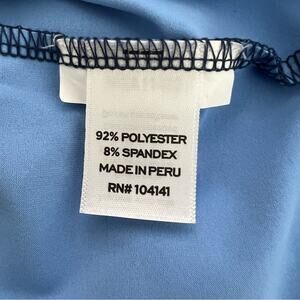 92% POLYESTER
8% SPANDEX
MADE IN PERU
RN# 104141